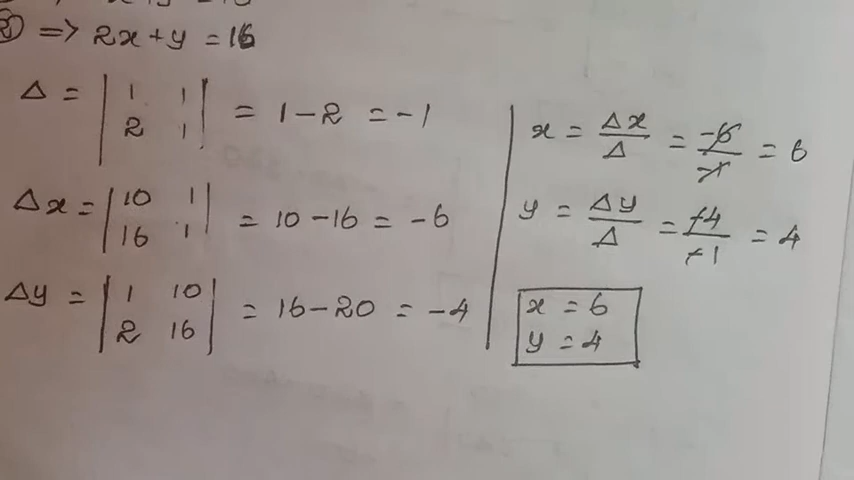 ② => 2x + y = 16
Δ = | 1 1 |
| 2 1 | = 1 - 2 = -1
Δx = | 10 1 |
| 16 1 | = 10 - 16 = -6
Δy = | 1 10 |
| 2 16 | = 16 - 20 = -4
x = Δx/Δ = -6/-1 = 6
y = Δy/Δ = -4/-1 = 4
x = 6
y = 4